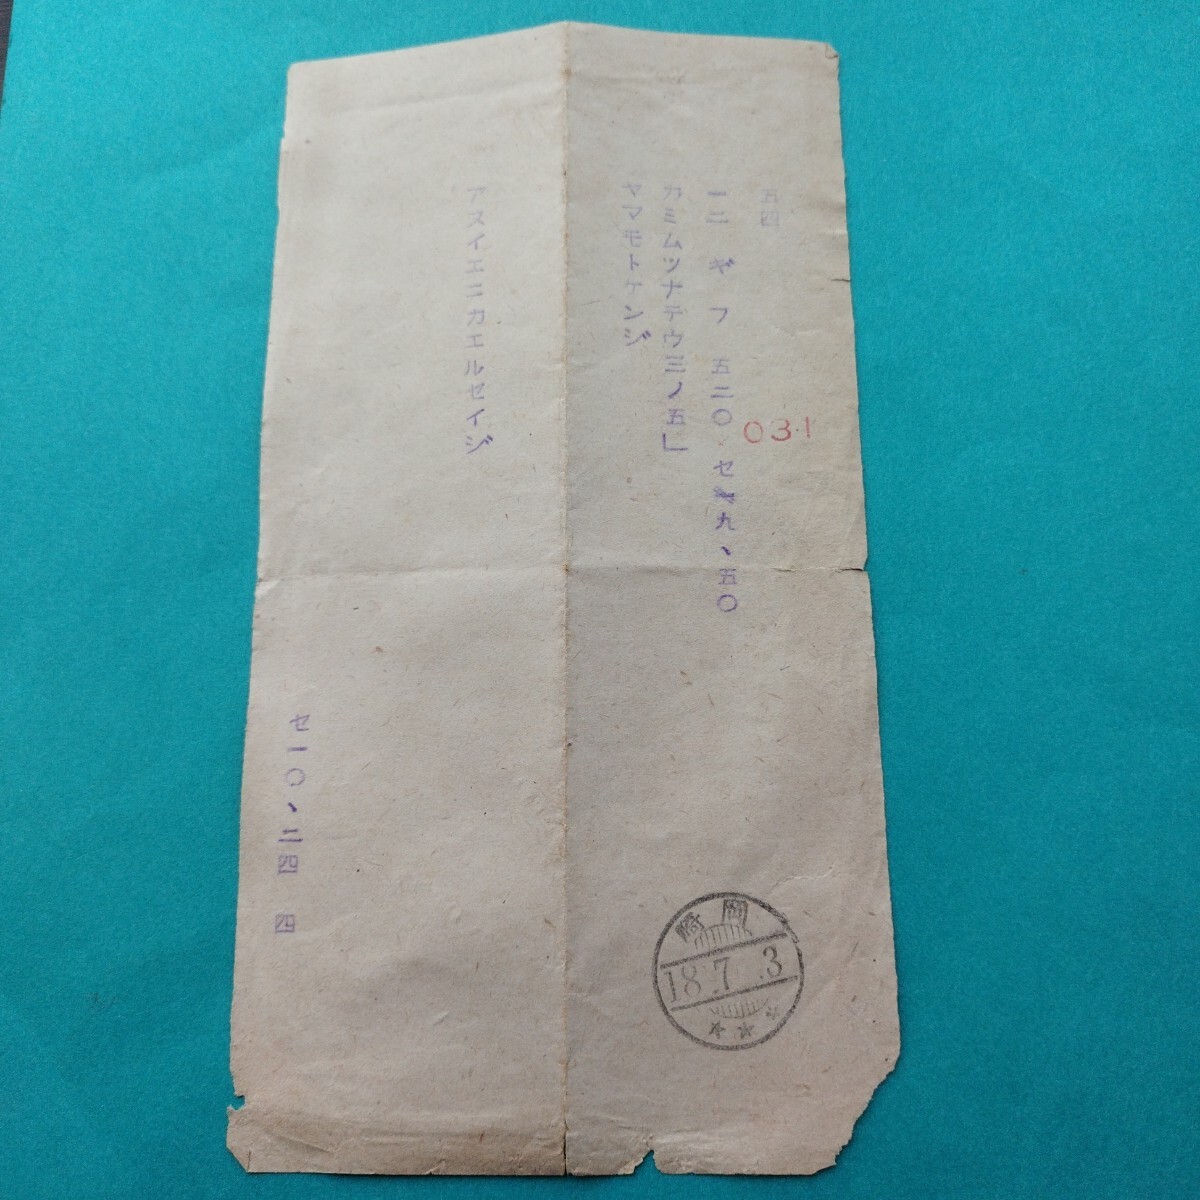 五四
一二 ギフ 五二〇、セ 九、五〇
031
カミムツナテウ三ノ五」
ヤマモトケンジ
アスイエニカエルセイジ
セ一〇、二四 四
岡崎
18.7.3